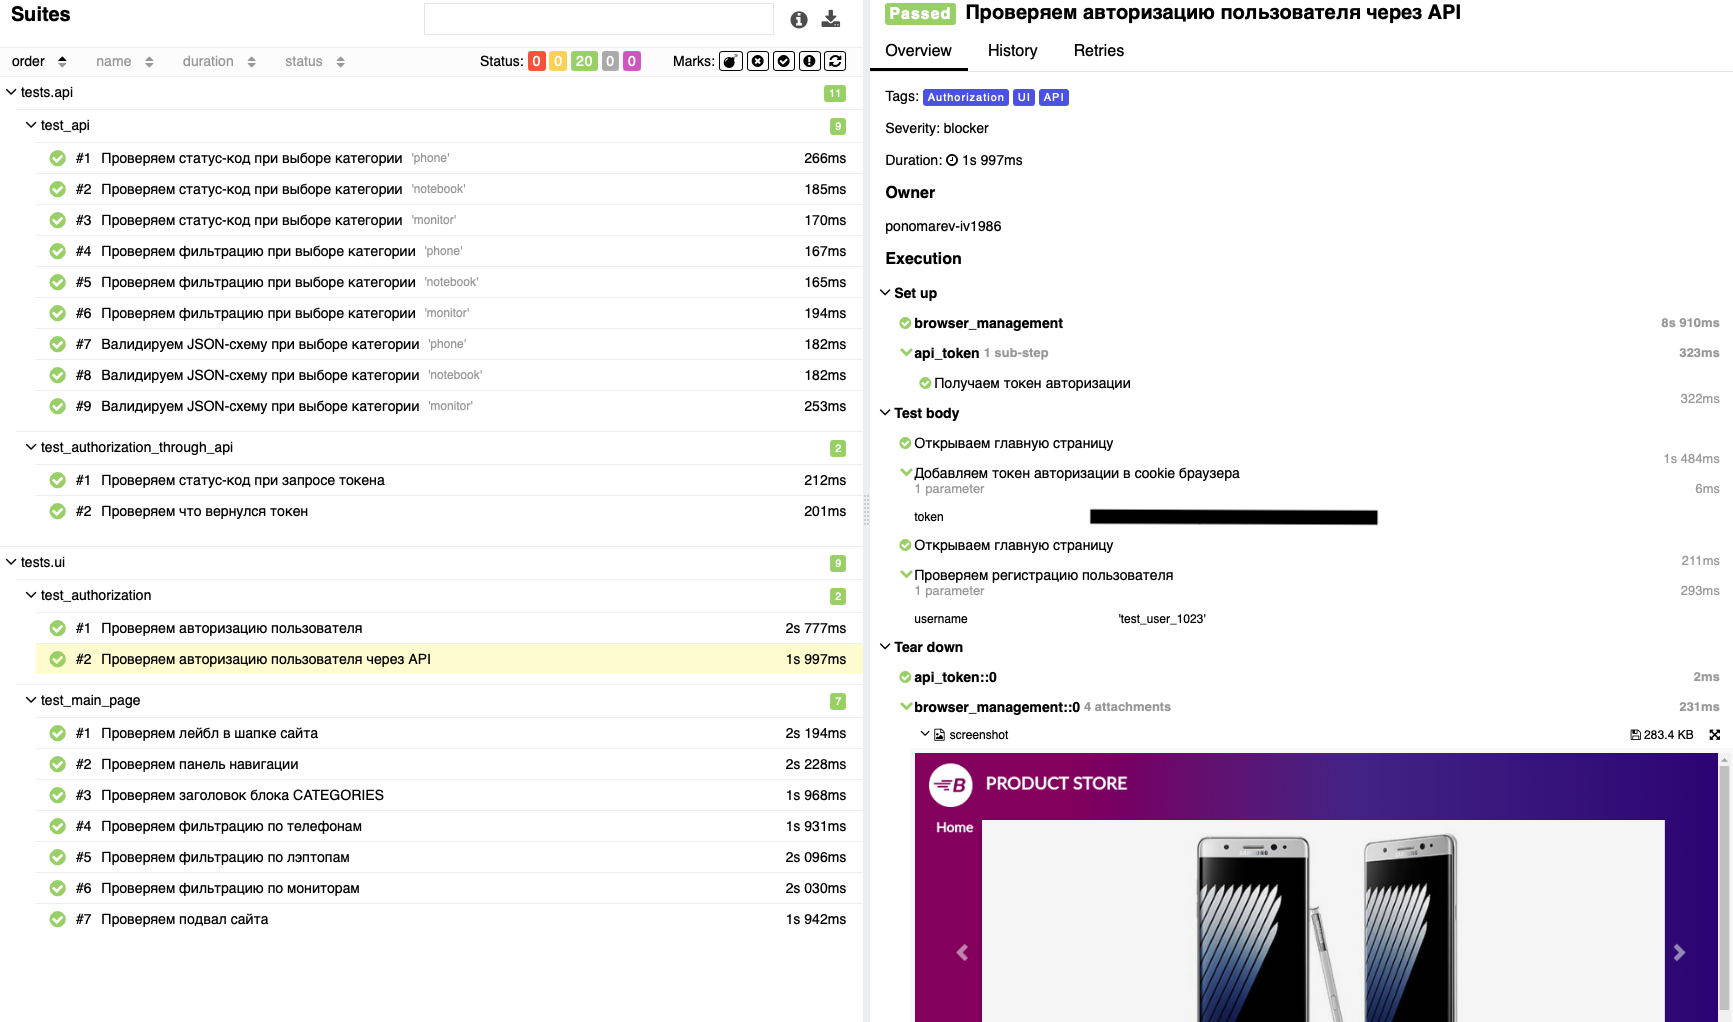 Suites
order name duration status Status: 0 0 20 0 0 Marks:
tests.api 11
test_api 9
#1 Проверяем статус-код при выборе категории 'phone' 266ms
#2 Проверяем статус-код при выборе категории 'notebook' 185ms
#3 Проверяем статус-код при выборе категории 'monitor' 170ms
#4 Проверяем фильтрацию при выборе категории 'phone' 167ms
#5 Проверяем фильтрацию при выборе категории 'notebook' 165ms
#6 Проверяем фильтрацию при выборе категории 'monitor' 194ms
#7 Валидируем JSON-схему при выборе категории 'phone' 182ms
#8 Валидируем JSON-схему при выборе категории 'notebook' 182ms
#9 Валидируем JSON-схему при выборе категории 'monitor' 253ms
test_authorization_through_api 2
#1 Проверяем статус-код при запросе токена 212ms
#2 Проверяем что вернулся токен 201ms
tests.ui 9
test_authorization 2
#1 Проверяем авторизацию пользователя 2s 777ms
#2 Проверяем авторизацию пользователя через API 1s 997ms
test_main_page 7
#1 Проверяем лейбл в шапке сайта 2s 194ms
#2 Проверяем панель навигации 2s 228ms
#3 Проверяем заголовок блока CATEGORIES 1s 968ms
#4 Проверяем фильтрацию по телефонам 1s 931ms
#5 Проверяем фильтрацию по лэптопам 2s 096ms
#6 Проверяем фильтрацию по мониторам 2s 030ms
#7 Проверяем подвал сайта 1s 942ms
Passed Проверяем авторизацию пользователя через API
Overview History Retries
Tags: Authorization UI API
Severity: blocker
Duration: 1s 997ms
Owner
ponomarev-iv1986
Execution
Set up
browser_management 8s 910ms
api_token 1 sub-step 323ms
Получаем токен авторизации
322ms
Test body
Открываем главную страницу
1s 484ms
Добавляем токен авторизации в cookie браузера
1 parameter 6ms
token
Открываем главную страницу
211ms
Проверяем регистрацию пользователя
1 parameter 293ms
username 'test_user_1023'
Tear down
api_token::0 2ms
browser_management::0 4 attachments 231ms
screenshot 283.4 KB
B PRODUCT STORE
Home
SAMSUNG
SAMSUNG